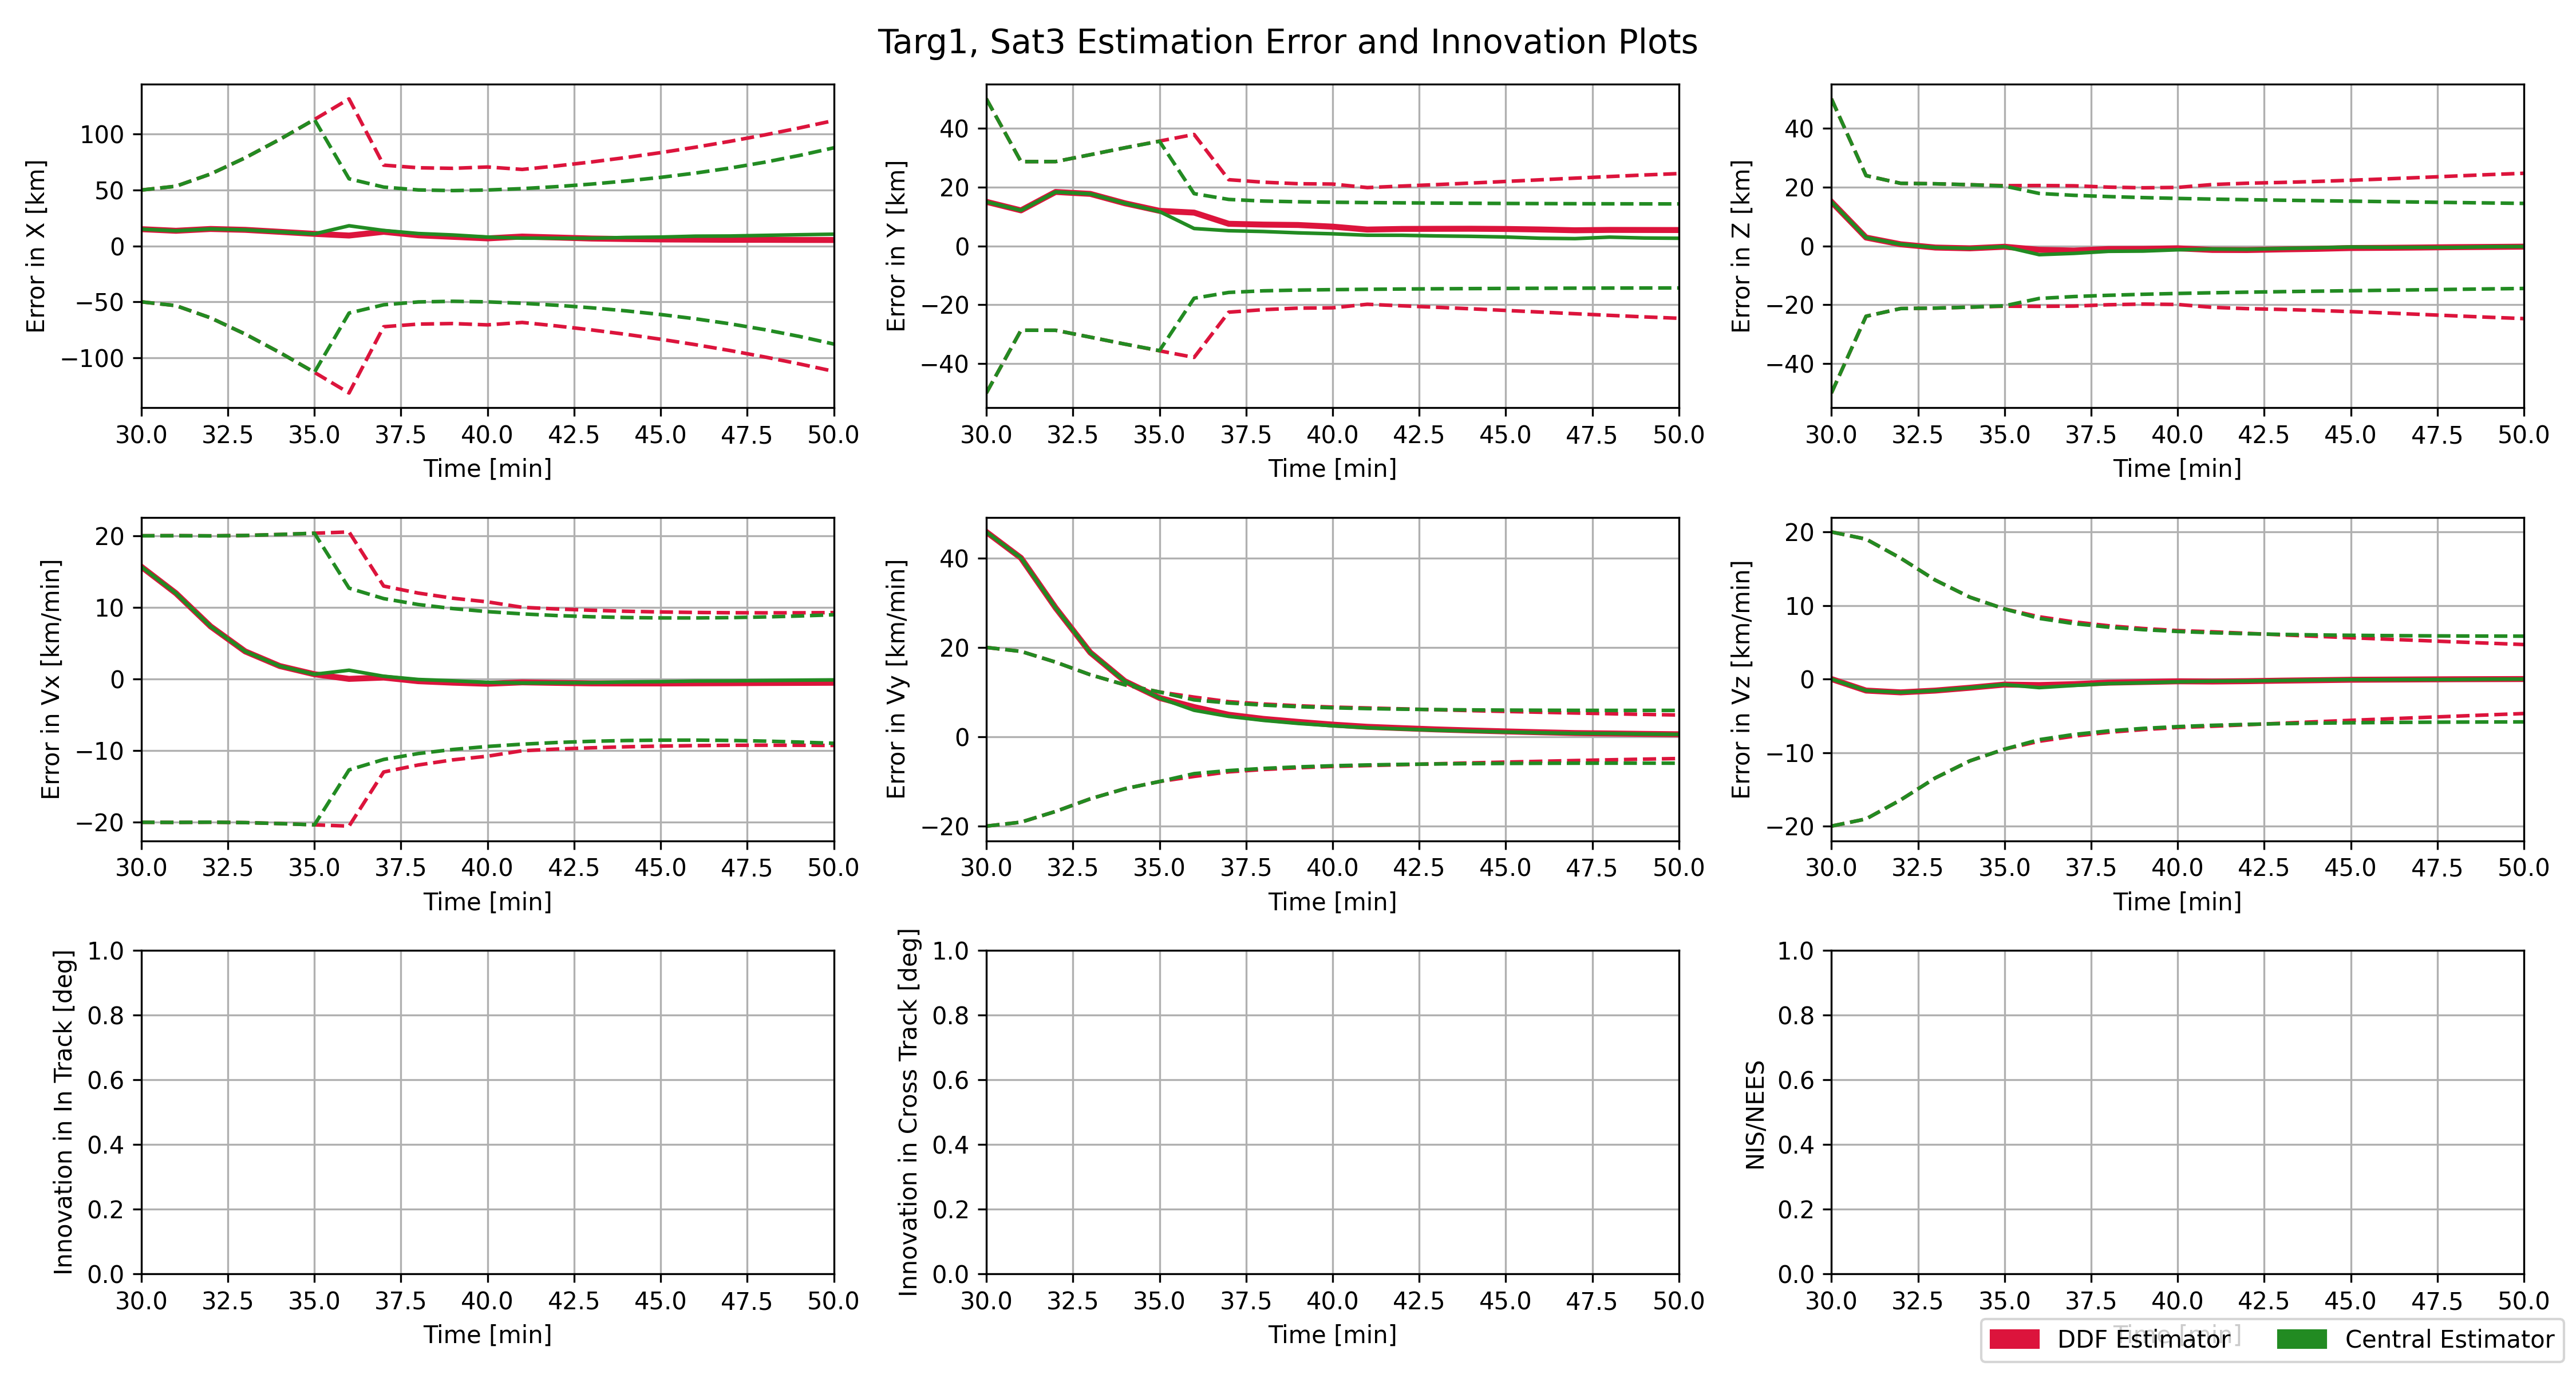 Targ1, Sat3 Estimation Error and Innovation Plots
Error in X [km]
100
50
0
−50
−100
30.0 32.5 35.0 37.5 40.0 42.5 45.0 47.5 50.0
Time [min]
Error in Y [km]
40
20
0
−20
−40
30.0 32.5 35.0 37.5 40.0 42.5 45.0 47.5 50.0
Time [min]
Error in Z [km]
40
20
0
−20
−40
30.0 32.5 35.0 37.5 40.0 42.5 45.0 47.5 50.0
Time [min]
Error in Vx [km/min]
20
10
0
−10
−20
30.0 32.5 35.0 37.5 40.0 42.5 45.0 47.5 50.0
Time [min]
Error in Vy [km/min]
40
20
0
−20
30.0 32.5 35.0 37.5 40.0 42.5 45.0 47.5 50.0
Time [min]
Error in Vz [km/min]
20
10
0
−10
−20
30.0 32.5 35.0 37.5 40.0 42.5 45.0 47.5 50.0
Time [min]
Innovation in In Track [deg]
1.0
0.8
0.6
0.4
0.2
0.0
30.0 32.5 35.0 37.5 40.0 42.5 45.0 47.5 50.0
Time [min]
Innovation in Cross Track [deg]
1.0
0.8
0.6
0.4
0.2
0.0
30.0 32.5 35.0 37.5 40.0 42.5 45.0 47.5 50.0
Time [min]
NIS/NEES
1.0
0.8
0.6
0.4
0.2
0.0
30.0 32.5 35.0 37.5 40.0 42.5 45.0 47.5 50.0
Time [min]
DDF Estimator Central Estimator